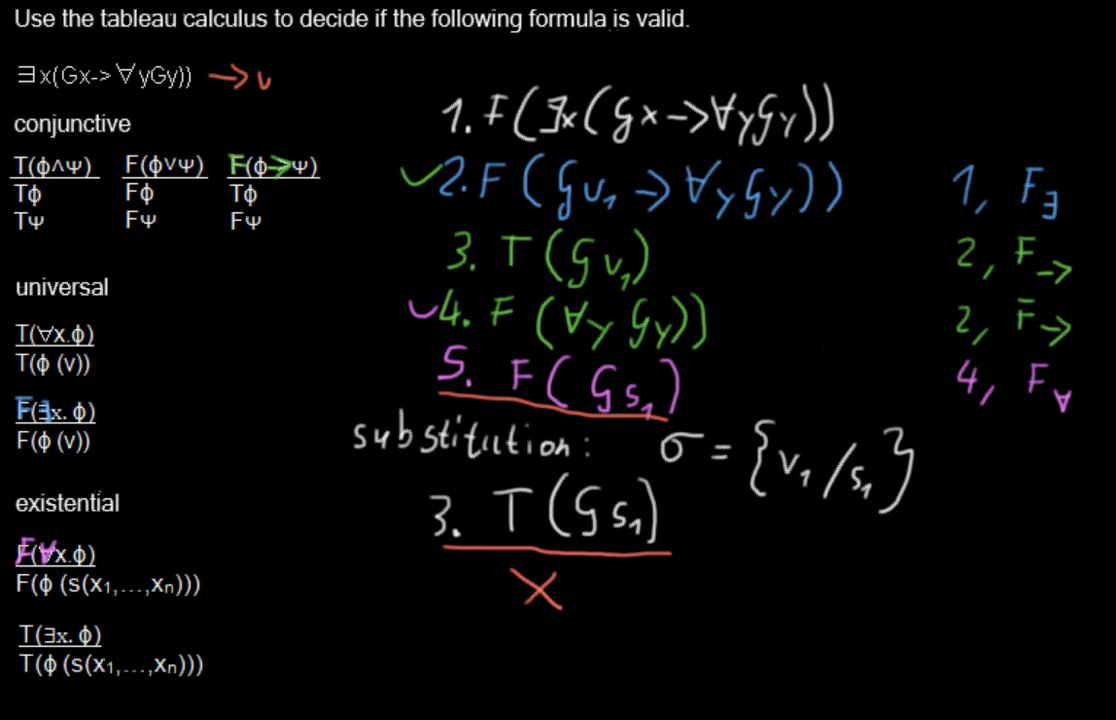 Use the tableau calculus to decide if the following formula is valid.
∃x(Gx->∀yGy)) → v
conjunctive
T(ϕ∧Ψ) F(ϕ∨Ψ) F(ϕ->Ψ)
Tϕ Fϕ Tϕ
TΨ FΨ FΨ
universal
T(∀x.ϕ)
T(ϕ (v))
F(∃x. ϕ)
F(ϕ (v))
existential
F(∀x.ϕ)
F(ϕ (s(x₁,…,xₙ)))
T(∃x. ϕ)
T(ϕ (s(x₁,…,xₙ)))
1. F(∃x(Gx->∀yGy))
✓2. F (Gv₁ -> ∀yGy)) 1, F∃
3. T (Gv₁) 2, F->
✓4. F (∀y Gy)) 2, F->
5. F( Gs₁) 4, F∀
substitution: σ = {v₁/s₁}
3. T(Gs₁)
X